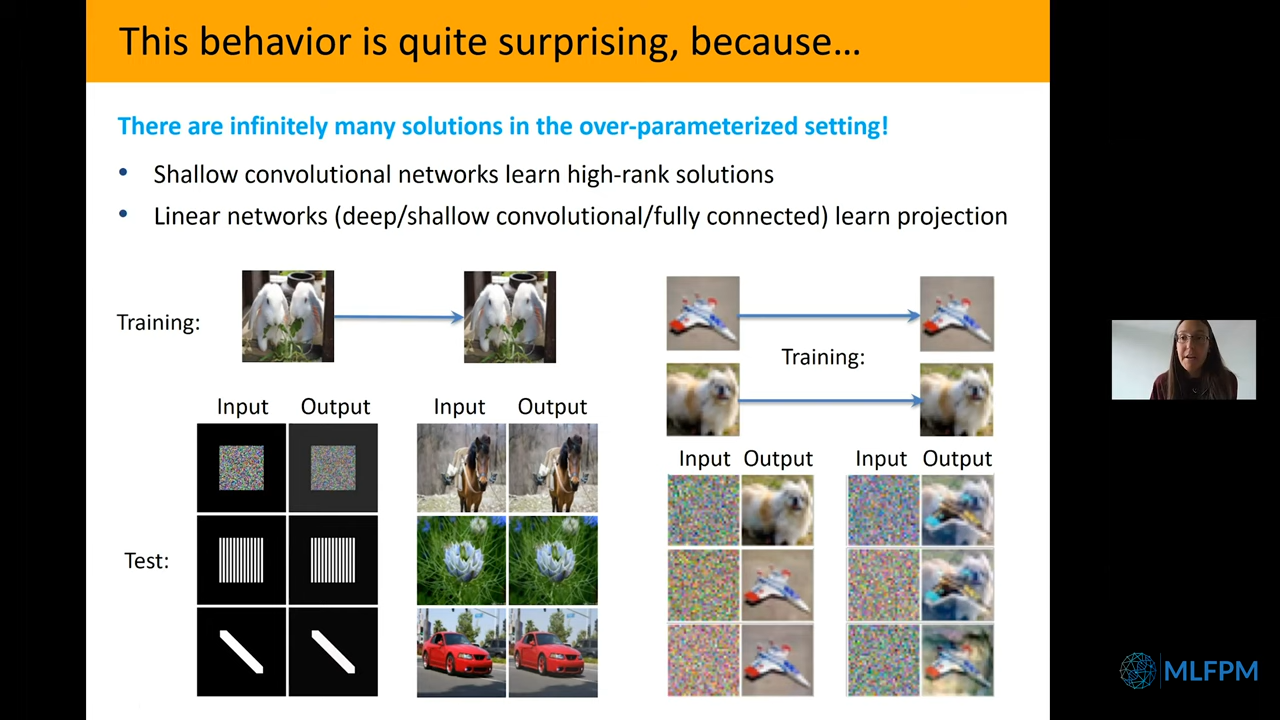 This behavior is quite surprising, because…
There are infinitely many solutions in the over-parameterized setting!
• Shallow convolutional networks learn high-rank solutions
• Linear networks (deep/shallow convolutional/fully connected) learn projection
Training:
Training:
Input Output
Input Output
Input Output
Input Output
Test:
MLFPM